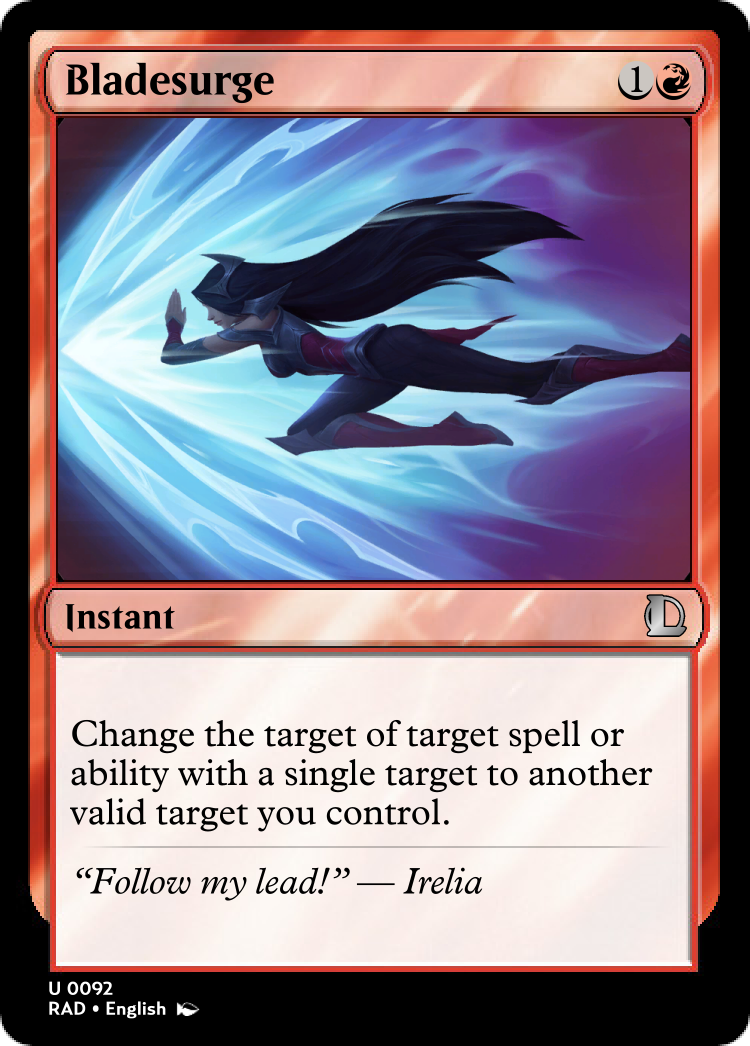 Bladesurge 1
Instant
Change the target of target spell or
ability with a single target to another
valid target you control.
“Follow my lead!” — Irelia
U 0092
RAD • English